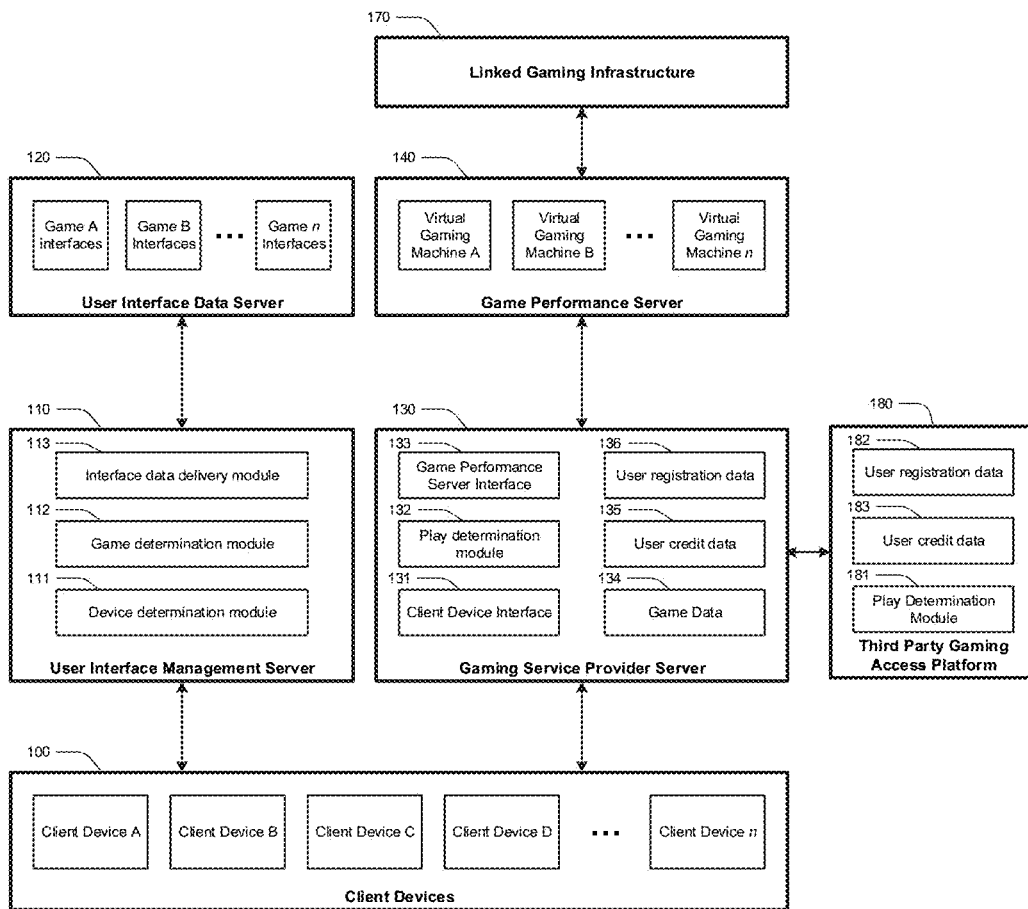 170
Linked Gaming Infrastructure
120
Game A
interfaces
Game B
Interfaces
Game n
Interfaces
User Interface Data Server
140
Virtual
Gaming
Machine A
Virtual
Gaming
Machine B
Virtual
Gaming
Machine n
Game Performance Server
110
113
Interface data delivery module
112
Game determination module
111
Device determination module
User Interface Management Server
130
133
Game Performance
Server Interface
136
User registration data
132
Play determination
module
135
User credit data
131
Client Device Interface
134
Game Data
Gaming Service Provider Server
180
182
User registration data
183
User credit data
181
Play Determination
Module
Third Party Gaming
Access Platform
100
Client Device A
Client Device B
Client Device C
Client Device D
Client Device n
Client Devices